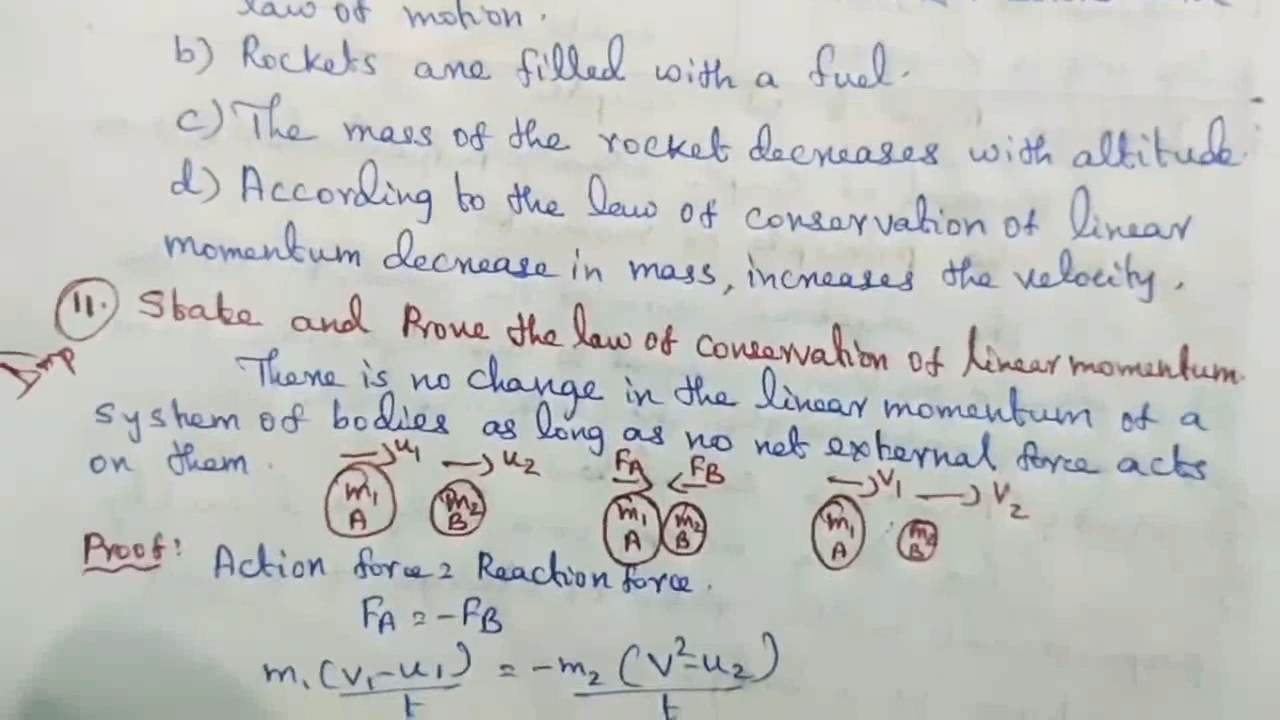 law of motion.
b) Rockets are filled with a fuel.
c) The mass of the rocket decreases with altitude.
d) According to the law of conservation of linear
momentum decrease in mass, increases the velocity.
11. State and Prove the law of conservation of linear momentum.
Imp
There is no change in the linear momentum of a
system of bodies as long as no net external force acts
on them.
u₁ u₂ FA FB v₁ v₂
m₁ A m₂ B m₁ A m₂ B m₁ A m₂ B
Proof: Action force = Reaction force.
FA = -FB
m₁ (v₁-u₁)/t = -m₂ (v²-u₂)/t